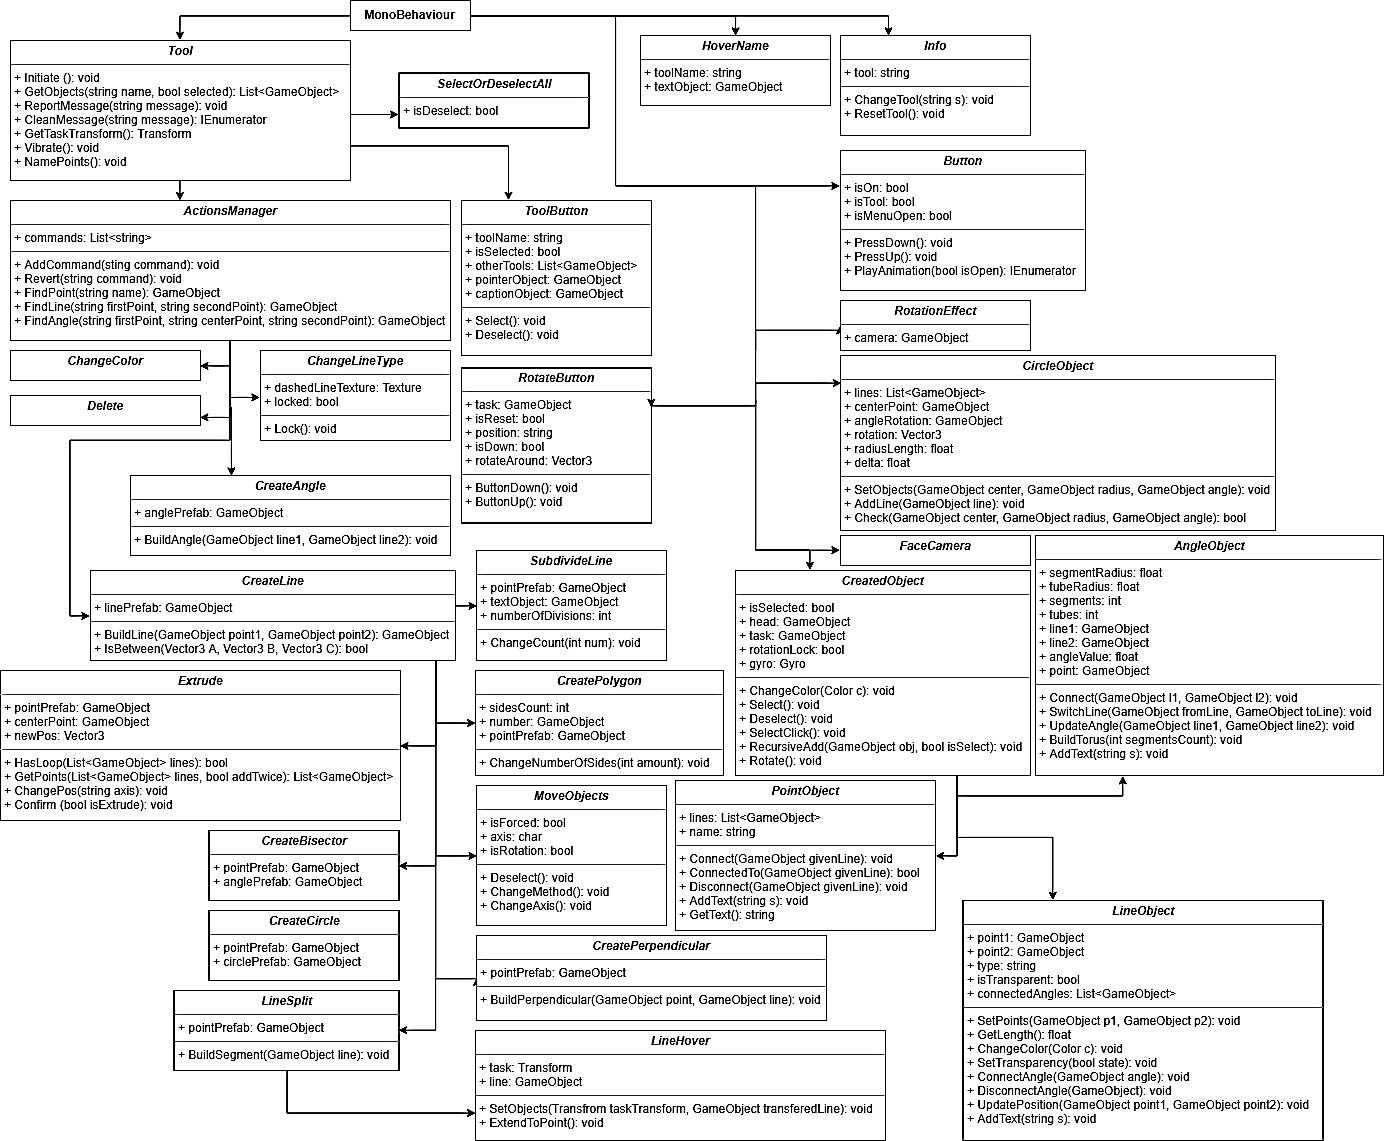 MonoBehaviour
Tool
+ Initiate (): void
+ GetObjects(string name, bool selected): List<GameObject>
+ ReportMessage(string message): void
+ CleanMessage(string message): IEnumerator
+ GetTaskTransform(): Transform
+ Vibrate(): void
+ NamePoints(): void
SelectOrDeselectAll
+ isDeselect: bool
HoverName
+ toolName: string
+ textObject: GameObject
Info
+ tool: string
+ ChangeTool(string s): void
+ ResetTool(): void
Button
+ isOn: bool
+ isTool: bool
+ isMenuOpen: bool
+ PressDown(): void
+ PressUp(): void
+ PlayAnimation(bool isOpen): IEnumerator
ActionsManager
+ commands: List<string>
+ AddCommand(sting command): void
+ Revert(string command): void
+ FindPoint(string name): GameObject
+ FindLine(string firstPoint, string secondPoint): GameObject
+ FindAngle(string firstPoint, string centerPoint, string secondPoint): GameObject
ToolButton
+ toolName: string
+ isSelected: bool
+ otherTools: List<GameObject>
+ pointerObject: GameObject
+ captionObject: GameObject
+ Select(): void
+ Deselect(): void
RotationEffect
+ camera: GameObject
ChangeColor
ChangeLineType
+ dashedLineTexture: Texture
+ locked: bool
+ Lock(): void
Delete
RotateButton
+ task: GameObject
+ isReset: bool
+ position: string
+ isDown: bool
+ rotateAround: Vector3
+ ButtonDown(): void
+ ButtonUp(): void
CircleObject
+ lines: List<GameObject>
+ centerPoint: GameObject
+ angleRotation: GameObject
+ rotation: Vector3
+ radiusLength: float
+ delta: float
+ SetObjects(GameObject center, GameObject radius, GameObject angle): void
+ AddLine(GameObject line): void
+ Check(GameObject center, GameObject radius, GameObject angle): bool
CreateAngle
+ anglePrefab: GameObject
+ BuildAngle(GameObject line1, GameObject line2): void
FaceCamera
AngleObject
+ segmentRadius: float
+ tubeRadius: float
+ segments: int
+ tubes: int
+ line1: GameObject
+ line2: GameObject
+ angleValue: float
+ point: GameObject
+ Connect(GameObject l1, GameObject l2): void
+ SwitchLine(GameObject fromLine, GameObject toLine): void
+ UpdateAngle(GameObject line1, GameObject line2): void
+ BuildTorus(int segmentsCount): void
+ AddText(string s): void
CreateLine
+ linePrefab: GameObject
+ BuildLine(GameObject point1, GameObject point2): GameObject
+ IsBetween(Vector3 A, Vector3 B, Vector3 C): bool
SubdivideLine
+ pointPrefab: GameObject
+ textObject: GameObject
+ numberOfDivisions: int
+ ChangeCount(int num): void
CreatedObject
+ isSelected: bool
+ head: GameObject
+ task: GameObject
+ rotationLock: bool
+ gyro: Gyro
+ ChangeColor(Color c): void
+ Select(): void
+ Deselect(): void
+ SelectClick(): void
+ RecursiveAdd(GameObject obj, bool isSelect): void
+ Rotate(): void
Extrude
+ pointPrefab: GameObject
+ centerPoint: GameObject
+ newPos: Vector3
+ HasLoop(List<GameObject> lines): bool
+ GetPoints(List<GameObject> lines, bool addTwice): List<GameObject>
+ ChangePos(string axis): void
+ Confirm (bool isExtrude): void
CreatePolygon
+ sidesCount: int
+ number: GameObject
+ pointPrefab: GameObject
+ ChangeNumberOfSides(int amount): void
MoveObjects
+ isForced: bool
+ axis: char
+ isRotation: bool
+ Deselect(): void
+ ChangeMethod(): void
+ ChangeAxis(): void
PointObject
+ lines: List<GameObject>
+ name: string
+ Connect(GameObject givenLine): void
+ ConnectedTo(GameObject givenLine): bool
+ Disconnect(GameObject givenLine): void
+ AddText(string s): void
+ GetText(): string
CreateBisector
+ pointPrefab: GameObject
+ anglePrefab: GameObject
CreateCircle
+ pointPrefab: GameObject
+ circlePrefab: GameObject
LineObject
+ point1: GameObject
+ point2: GameObject
+ type: string
+ isTransparent: bool
+ connectedAngles: List<GameObject>
+ SetPoints(GameObject p1, GameObject p2): void
+ GetLength(): float
+ ChangeColor(Color c): void
+ SetTransparency(bool state): void
+ ConnectAngle(GameObject angle): void
+ DisconnectAngle(GameObject): void
+ UpdatePosition(GameObject point1, GameObject point2): void
+ AddText(string s): void
CreatePerpendicular
+ pointPrefab: GameObject
+ BuildPerpendicular(GameObject point, GameObject line): void
LineSplit
+ pointPrefab: GameObject
+ BuildSegment(GameObject line): void
LineHover
+ task: Transform
+ line: GameObject
+ SetObjects(Transfrom taskTransform, GameObject transferedLine): void
+ ExtendToPoint(): void